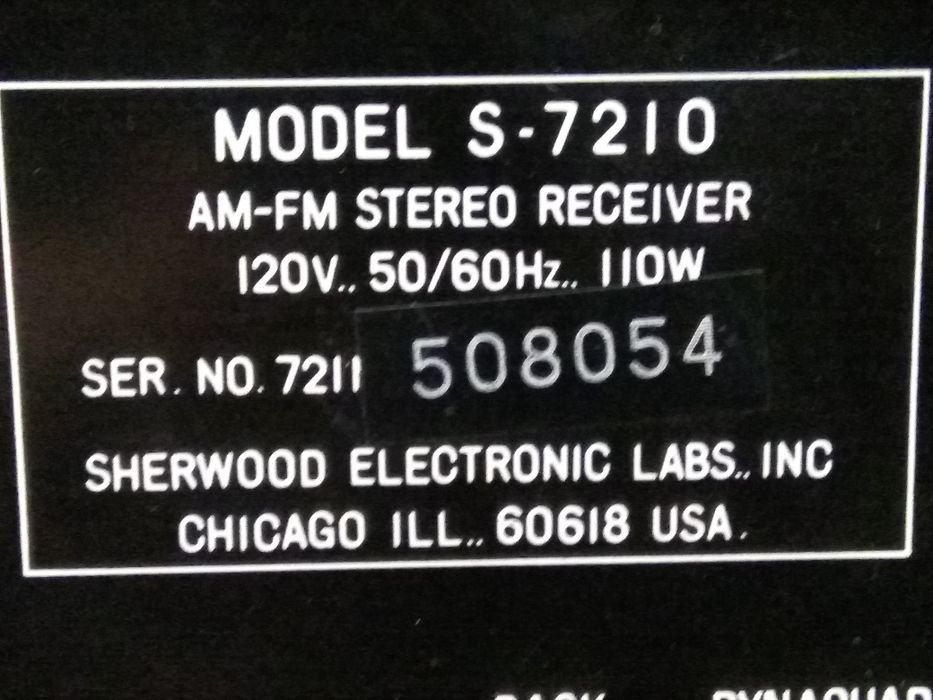 MODEL S-7210
AM-FM STEREO RECEIVER
120V., 50/60Hz., 110W
SER. NO. 7211 508054
SHERWOOD ELECTRONIC LABS., INC
CHICAGO ILL., 60618 USA.